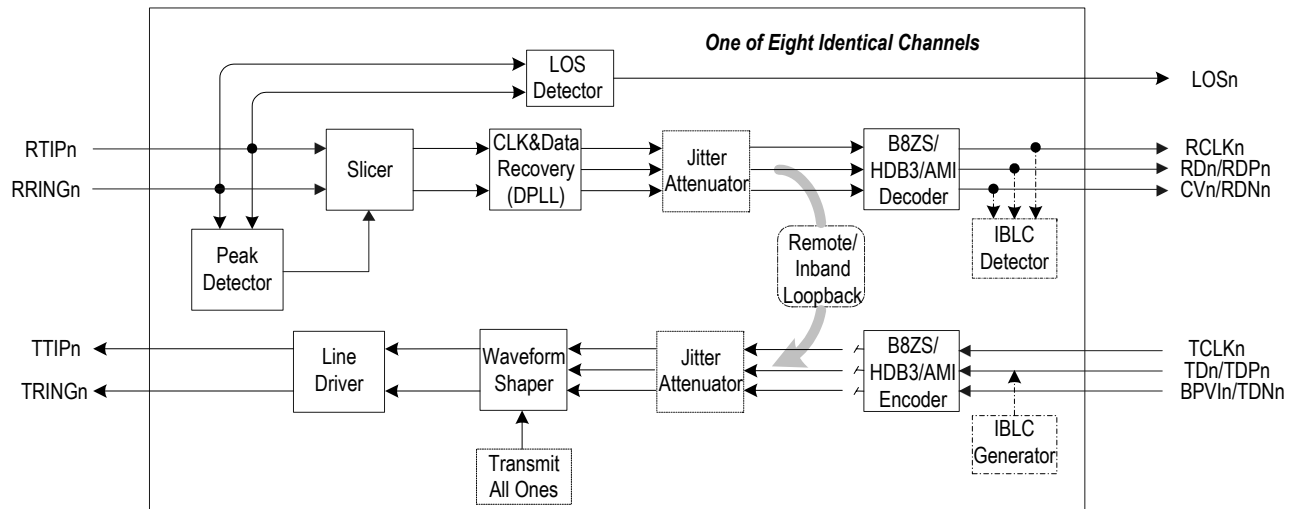 One of Eight Identical Channels
LOS
Detector
LOSn
RTIPn
RRINGn
Slicer
CLK&Data
Recovery
(DPLL)
Jitter
Attenuator
B8ZS/
HDB3/AMI
Decoder
RCLKn
RDn/RDPn
CVn/RDNn
Peak
Detector
Remote/
Inband
Loopback
IBLC
Detector
TTIPn
TRINGn
Line
Driver
Waveform
Shaper
Jitter
Attenuator
B8ZS/
HDB3/AMI
Encoder
TCLKn
TDn/TDPn
BPVIn/TDNn
Transmit
All Ones
IBLC
Generator